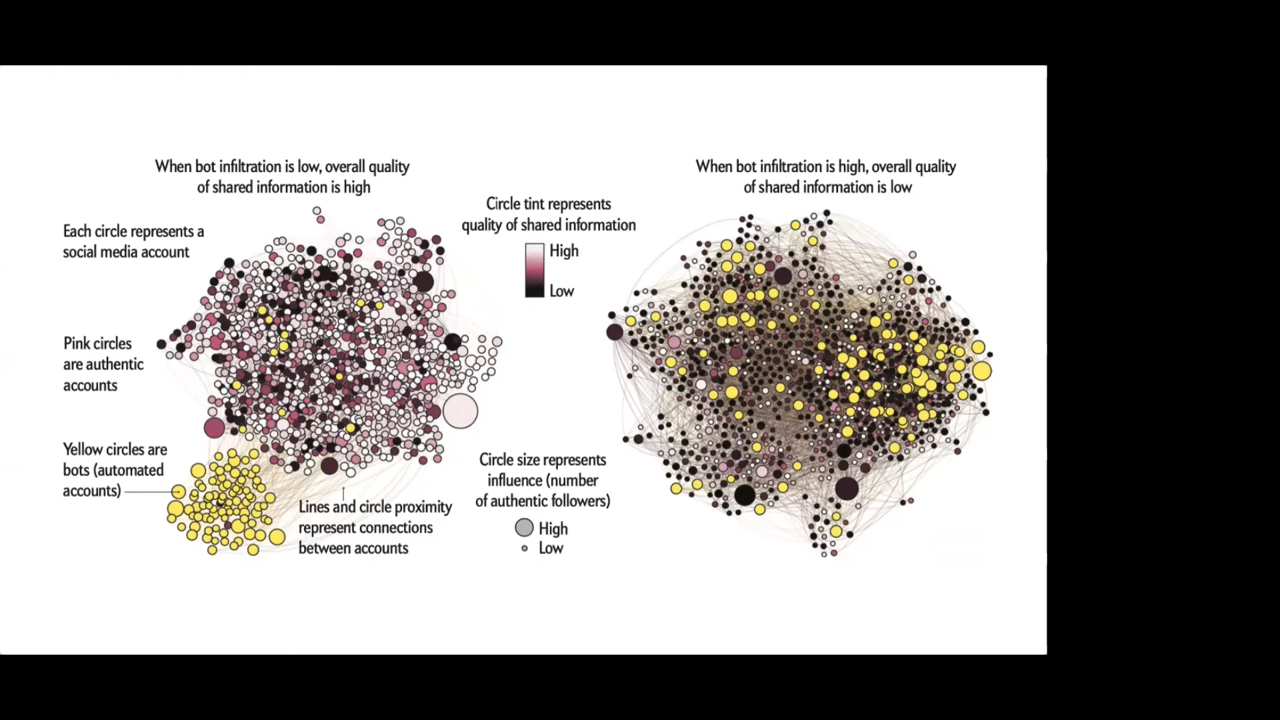 When bot infiltration is low, overall quality
of shared information is high
Each circle represents a
social media account
Pink circles
are authentic
accounts
Yellow circles are
bots (automated
accounts)
Lines and circle proximity
represent connections
between accounts
Circle tint represents
quality of shared information
High
Low
Circle size represents
influence (number
of authentic followers)
High
Low
When bot infiltration is high, overall quality
of shared information is low